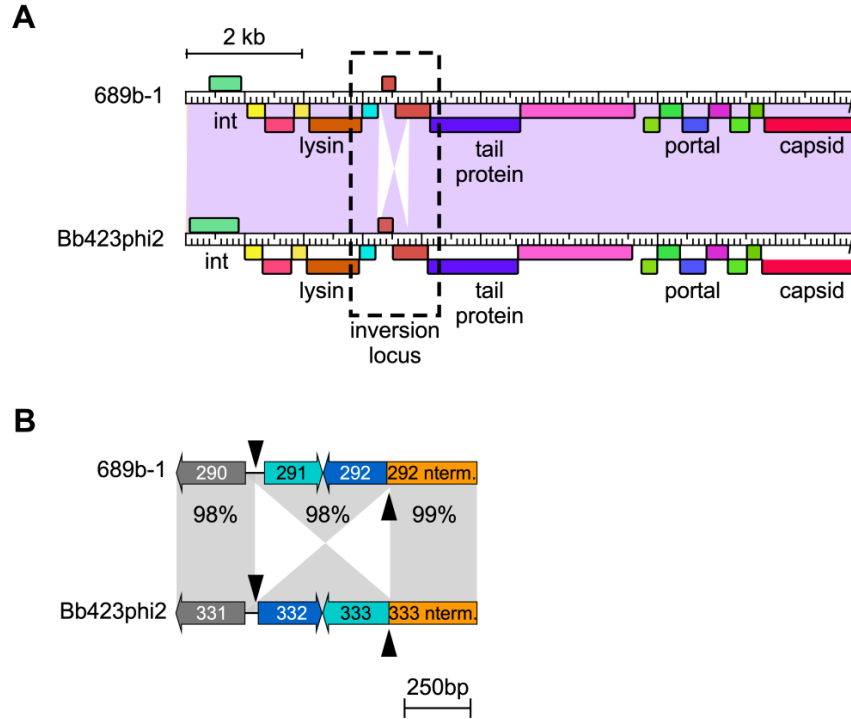 A
2 kb
689b-1
int
lysin
tail
protein
portal
capsid
Bb423phi2
int
lysin
tail
protein
portal
capsid
inversion
locus
B
689b-1
290
291
292
292 nterm.
98%
98%
99%
Bb423phi2
331
332
333
333 nterm.
250bp